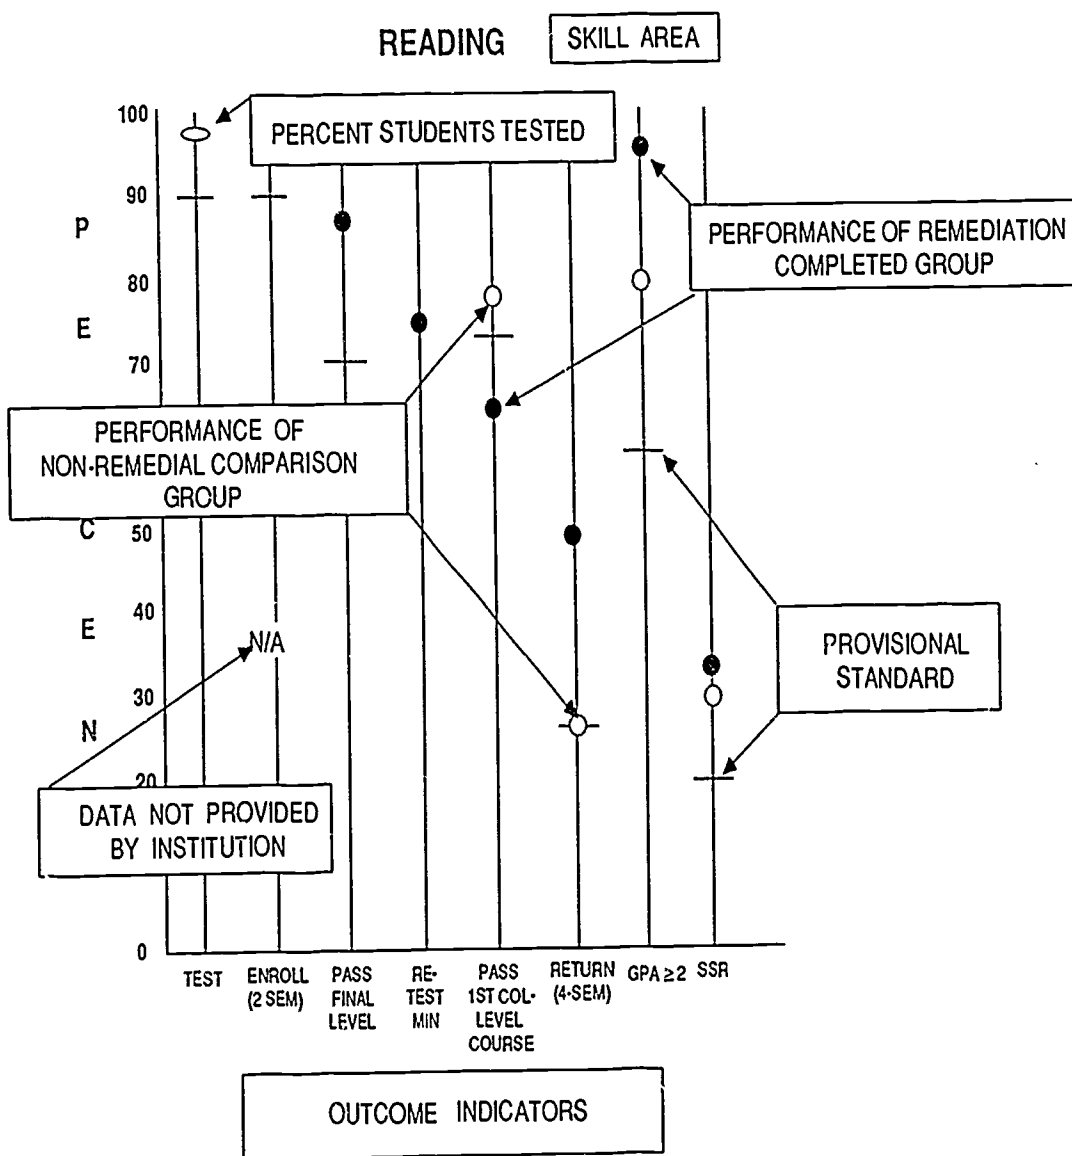 READING SKILL AREA
100
PERCENT STUDENTS TESTED
90
P
PERFORMANCE OF REMEDIATION
COMPLETED GROUP
80
E
70
PERFORMANCE OF
NON-REMEDIAL COMPARISON
GROUP
C
50
40
E
N/A
PROVISIONAL
STANDARD
30
N
20
DATA NOT PROVIDED
BY INSTITUTION
0
TEST
ENROLL
(2 SEM)
PASS
FINAL
LEVEL
RE-
TEST
MIN
PASS
1ST COL-
LEVEL
COURSE
RETURN
(4-SEM)
GPA ≥ 2
SSR
OUTCOME INDICATORS